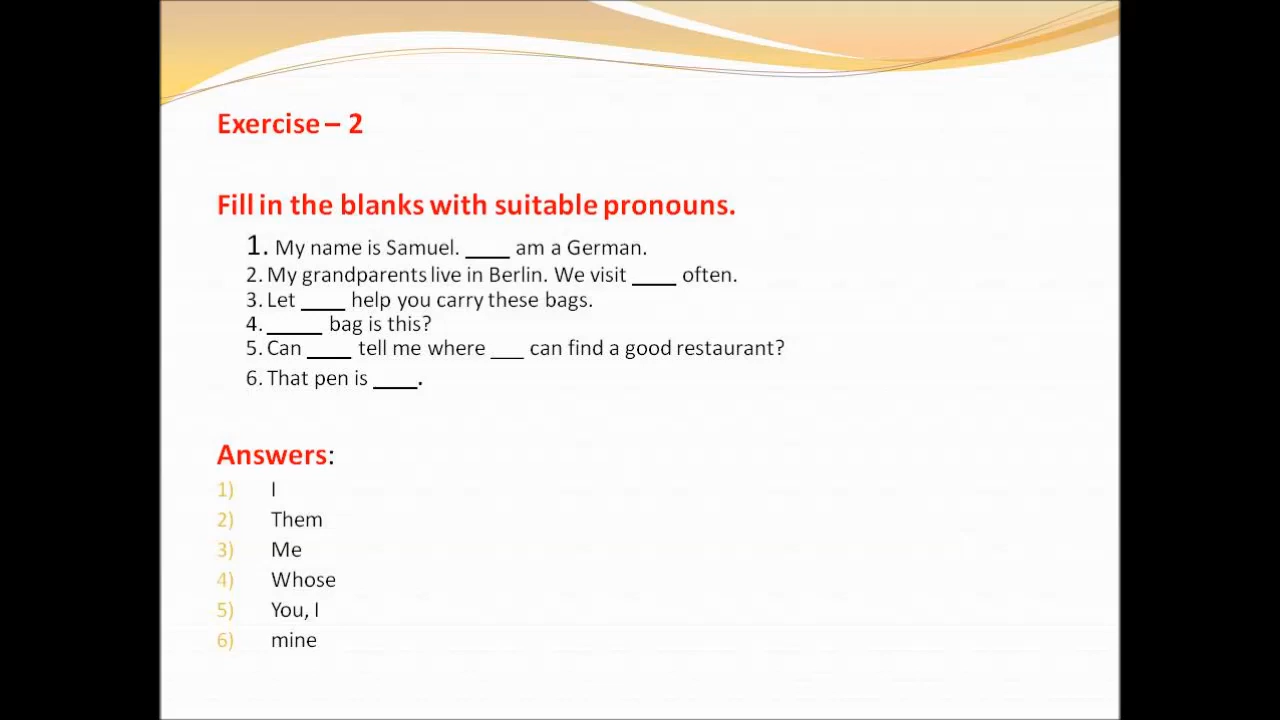 Exercise – 2
Fill in the blanks with suitable pronouns.
1. My name is Samuel. ____ am a German.
2. My grandparents live in Berlin. We visit ____ often.
3. Let ____ help you carry these bags.
4. _____ bag is this?
5. Can ____ tell me where ___ can find a good restaurant?
6. That pen is ____.
Answers:
1) I
2) Them
3) Me
4) Whose
5) You, I
6) mine